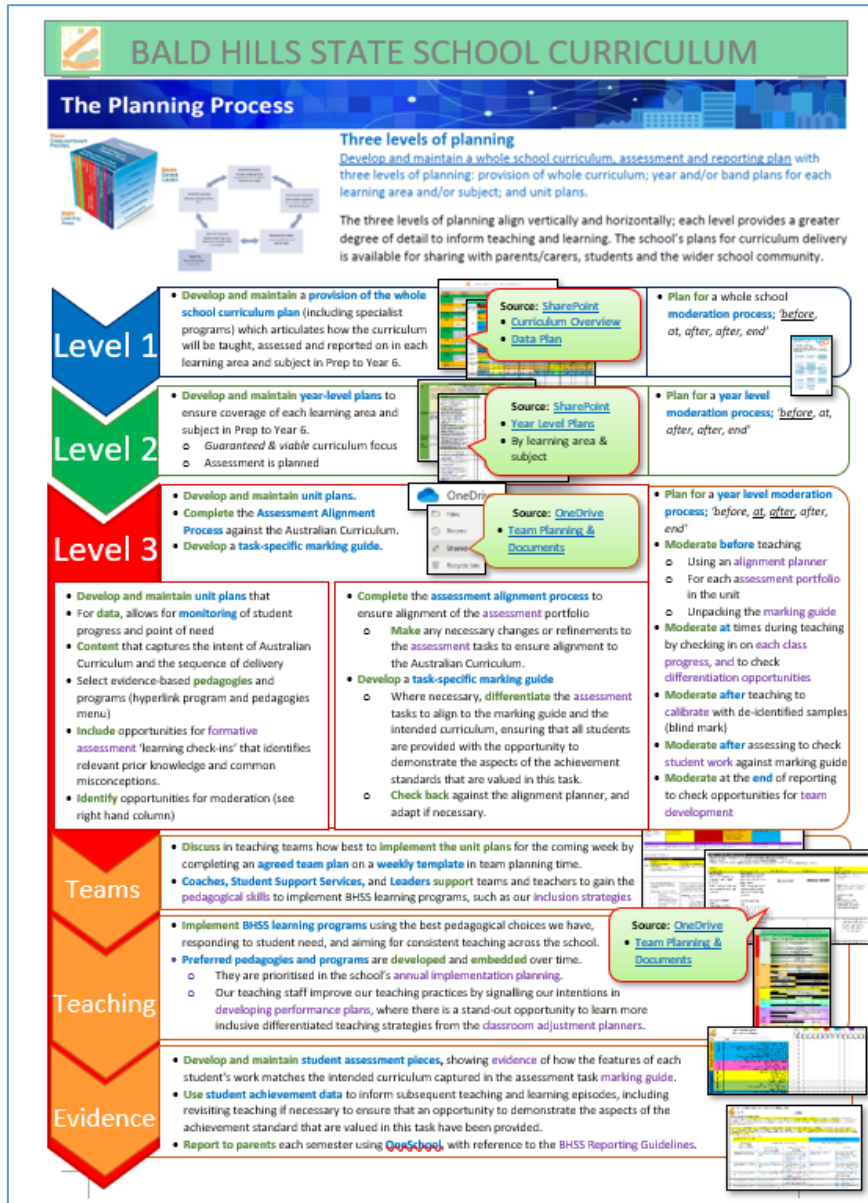 BALD HILLS STATE SCHOOL CURRICULUM
The Planning Process
Three levels of planning
Develop and maintain a whole school curriculum, assessment and reporting plan with
three levels of planning: provision of whole curriculum; year and/or band plans for each
learning area and/or subject; and unit plans.
The three levels of planning align vertically and horizontally; each level provides a greater
degree of detail to inform teaching and learning. The school's plans for curriculum delivery
is available for sharing with parents/carers, students and the wider school community.
Level 1
• Develop and maintain a provision of the whole
school curriculum plan (including specialist
programs) which articulates how the curriculum
will be taught, assessed and reported on in each
learning area and subject in Prep to Year 6.
Source: SharePoint
• Curriculum Overview
• Data Plan
• Plan for a whole school
moderation process; 'before,
at, after, after, end'
Level 2
• Develop and maintain year-level plans to
ensure coverage of each learning area and
subject in Prep to Year 6.
o Guaranteed & viable curriculum focus
o Assessment is planned
Source: SharePoint
• Year Level Plans
• By learning area &
subject
• Plan for a year level
moderation process; 'before, at,
after, after, end'
Level 3
• Develop and maintain unit plans.
• Complete the Assessment Alignment
Process against the Australian Curriculum.
• Develop a task-specific marking guide.
OneDrive
Files
Recent
Shared
Recycle bin
Source: OneDrive
• Team Planning &
Documents
• Plan for a year level moderation
process; 'before, at, after, after,
end'
• Moderate before teaching
o Using an alignment planner
o For each assessment portfolio
in the unit
o Unpacking the marking guide
• Moderate at times during teaching
by checking in on each class
progress, and to check
differentiation opportunities
• Moderate after teaching to
calibrate with de-identified samples
(blind mark)
• Moderate after assessing to check
student work against marking guide
• Moderate at the end of reporting
to check opportunities for team
development
• Develop and maintain unit plans that
• For data, allows for monitoring of student
progress and point of need
• Content that captures the intent of Australian
Curriculum and the sequence of delivery
• Select evidence-based pedagogies and
programs (hyperlink program and pedagogies
menu)
• Include opportunities for formative
assessment 'learning check-ins' that identifies
relevant prior knowledge and common
misconceptions.
• Identify opportunities for moderation (see
right hand column)
• Complete the assessment alignment process to
ensure alignment of the assessment portfolio
o Make any necessary changes or refinements to
the assessment tasks to ensure alignment to
the Australian Curriculum.
• Develop a task-specific marking guide
o Where necessary, differentiate the assessment
tasks to align to the marking guide and the
intended curriculum, ensuring that all students
are provided with the opportunity to
demonstrate the aspects of the achievement
standards that are valued in this task.
o Check back against the alignment planner, and
adapt if necessary.
Teams
• Discuss in teaching teams how best to implement the unit plans for the coming week by
completing an agreed team plan on a weekly template in team planning time.
• Coaches, Student Support Services, and Leaders support teams and teachers to gain the
pedagogical skills to implement BHSS learning programs, such as our inclusion strategies
Teaching
• Implement BHSS learning programs using the best pedagogical choices we have,
responding to student need, and aiming for consistent teaching across the school.
• Preferred pedagogies and programs are developed and embedded over time.
o They are prioritised in the school's annual implementation planning.
o Our teaching staff improve our teaching practices by signalling our intentions in
developing performance plans, where there is a stand-out opportunity to learn more
inclusive differentiated teaching strategies from the classroom adjustment planners.
Source: OneDrive
• Team Planning &
Documents
Evidence
• Develop and maintain student assessment pieces, showing evidence of how the features of each
student's work matches the intended curriculum captured in the assessment task marking guide.
• Use student achievement data to inform subsequent teaching and learning episodes, including
revisiting teaching if necessary to ensure that an opportunity to demonstrate the aspects of the
achievement standard that are valued in this task have been provided.
• Report to parents each semester using OneSchool, with reference to the BHSS Reporting Guidelines.